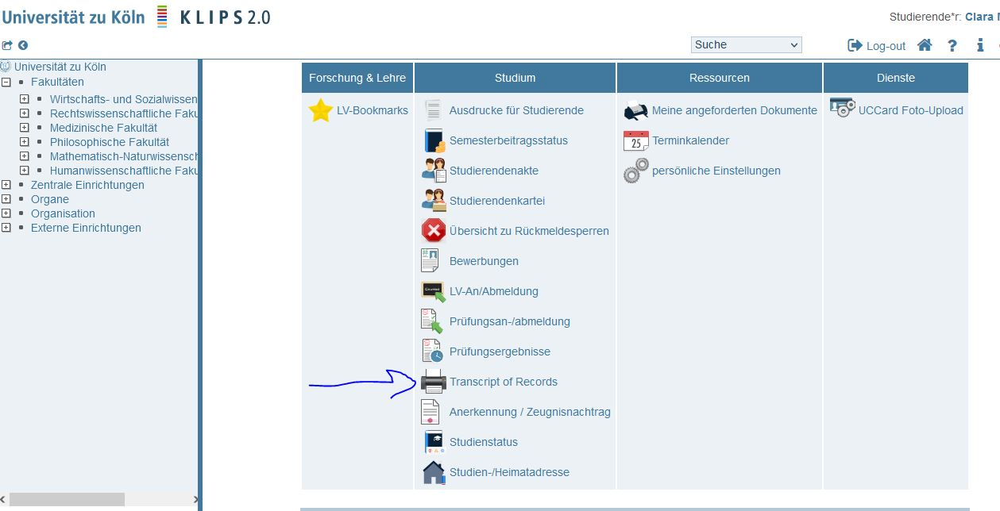 Universität zu Köln KLIPS 2.0
Studierende*r: Clara
Suche
Log-out
Universität zu Köln
Fakultäten
Wirtschafts- und Sozialwissen
Rechtswissenschaftliche Faku
Medizinische Fakultät
Philosophische Fakultät
Mathematisch-Naturwissensch
Humanwissenschaftliche Faku
Zentrale Einrichtungen
Organe
Organisation
Externe Einrichtungen
Forschung & Lehre
LV-Bookmarks
Studium
Ausdrucke für Studierende
Semesterbeitragsstatus
Studierendenakte
Studierendenkartei
Übersicht zu Rückmeldesperren
Bewerbungen
LV-An/Abmeldung
Prüfungsan-/abmeldung
Prüfungsergebnisse
Transcript of Records
Anerkennung / Zeugnisnachtrag
Studienstatus
Studien-/Heimatadresse
Ressourcen
Meine angeforderten Dokumente
25
Terminkalender
persönliche Einstellungen
Dienste
UCCard Foto-Upload